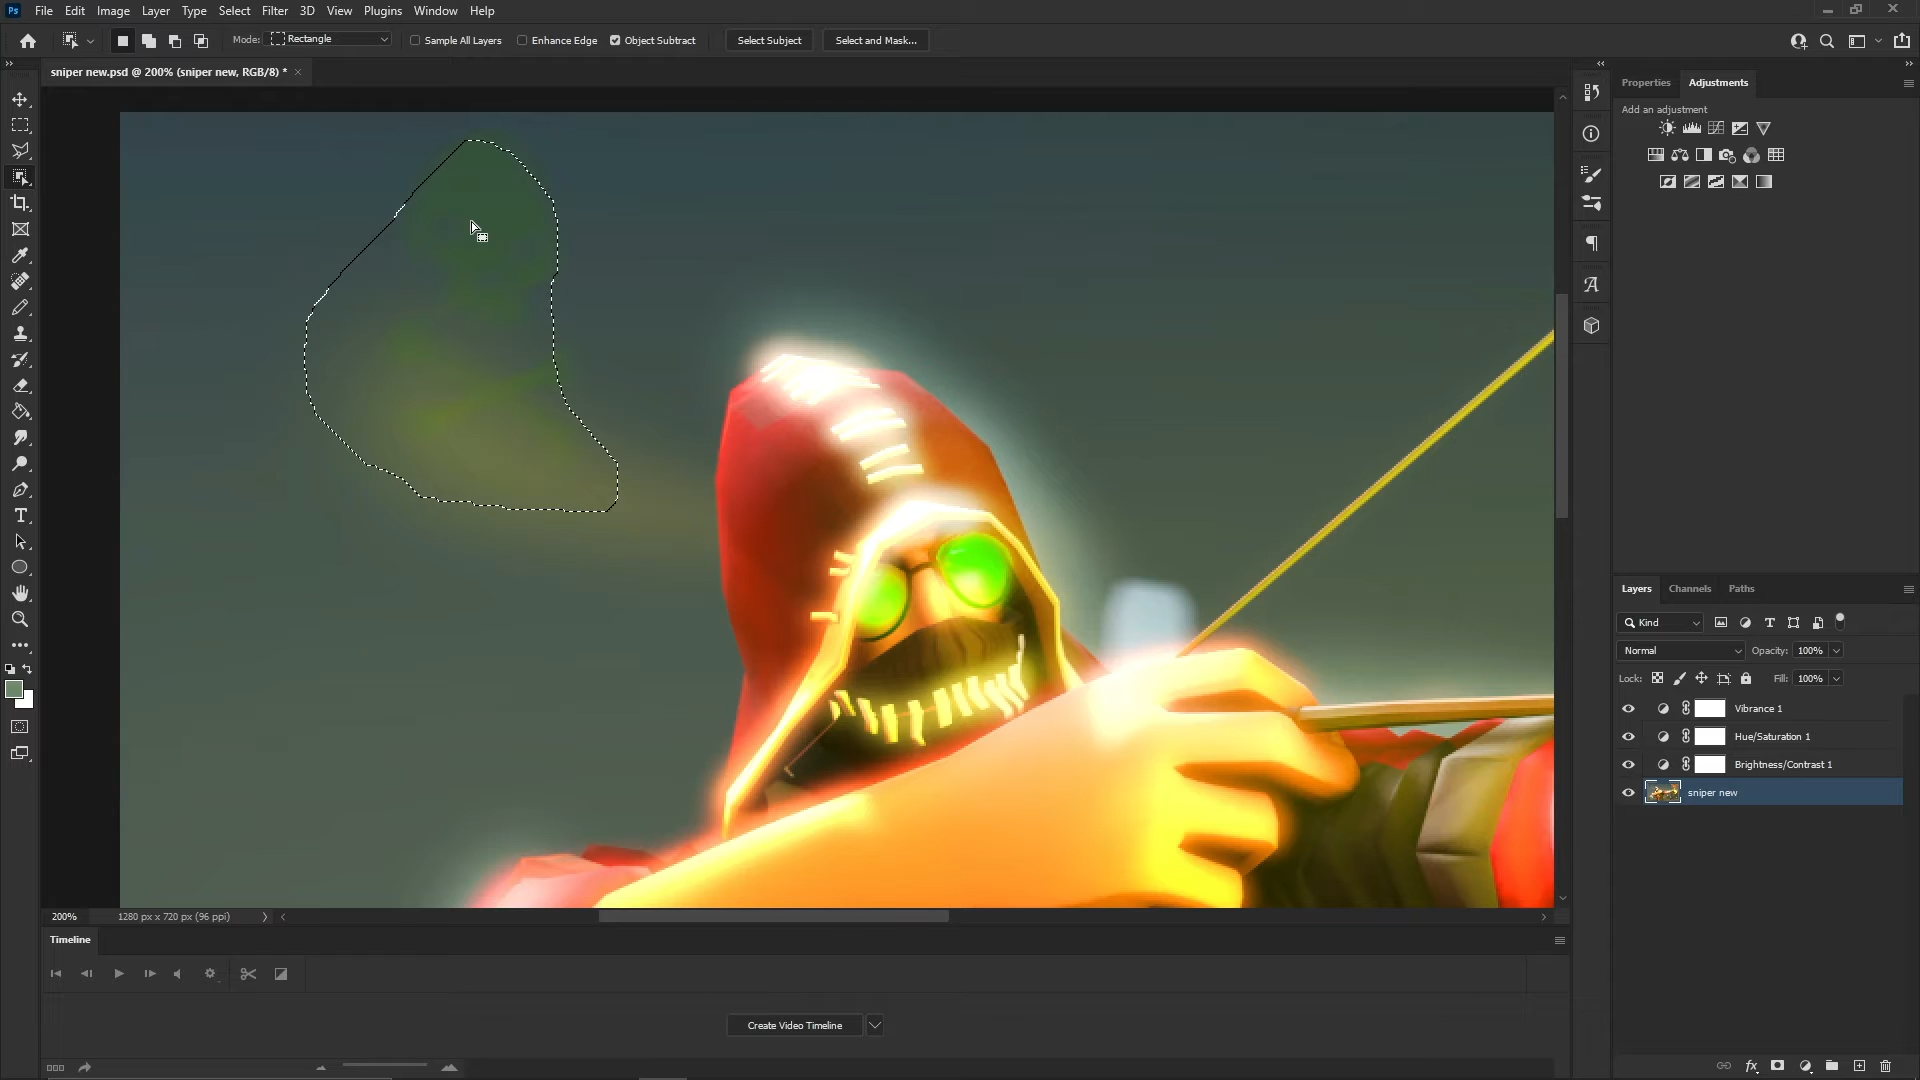 Ps File Edit Image Layer Type Select Filter 3D View Plugins Window Help
Mode: Rectangle Sample All Layers Enhance Edge Object Subtract Select Subject Select and Mask...
sniper new.psd @ 200% (sniper new, RGB/8) *
Properties Adjustments
Add an adjustment
Layers Channels Paths
Kind
Normal Opacity: 100%
Lock: Fill: 100%
Vibrance 1
Hue/Saturation 1
Brightness/Contrast 1
sniper new
200% 1280 px x 720 px (96 ppi)
Timeline
Create Video Timeline